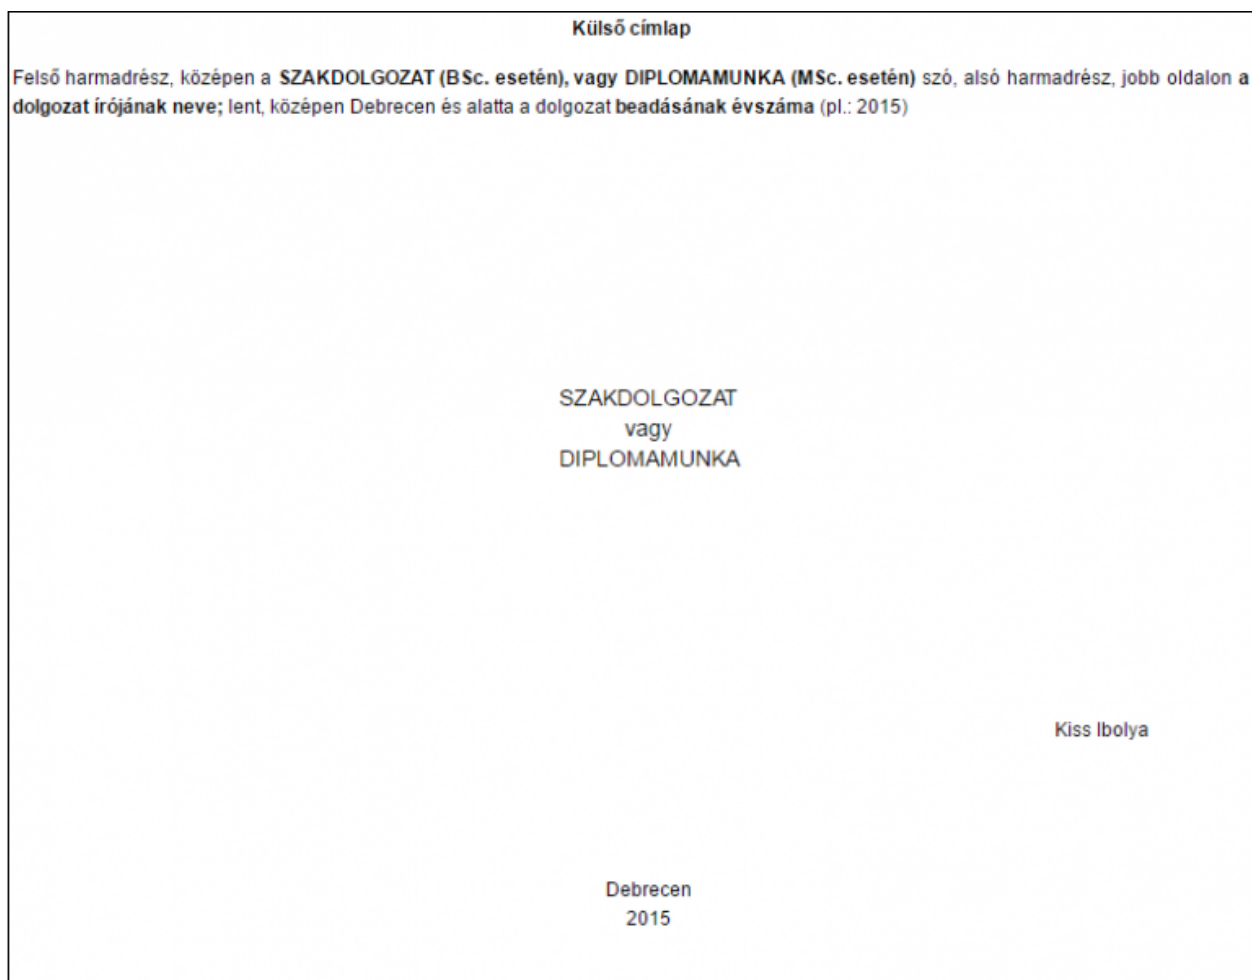 Külső címlap
Felső harmadrész, középen a SZAKDOLGOZAT (BSc. esetén), vagy DIPLOMAMUNKA (MSc. esetén) szó, alsó harmadrész, jobb oldalon a
dolgozat írójának neve; lent, középen Debrecen és alatta a dolgozat beadásának évszáma (pl.: 2015)
SZAKDOLGOZAT
vagy
DIPLOMAMUNKA
Kiss Ibolya
Debrecen
2015